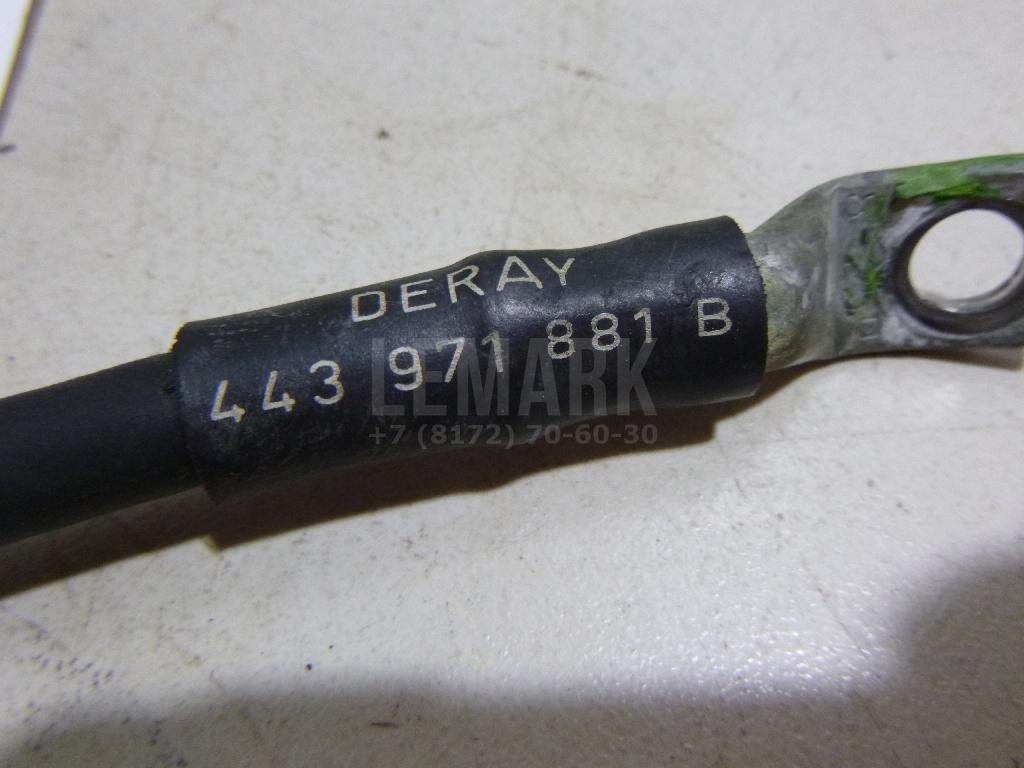 DERAY
443 971 881 B
LEMARK
+7 (8172) 70-60-30